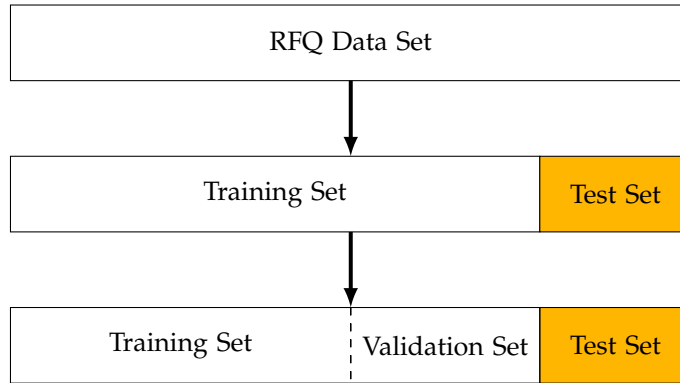 RFQ Data Set
Training Set Test Set
Training Set Validation Set Test Set